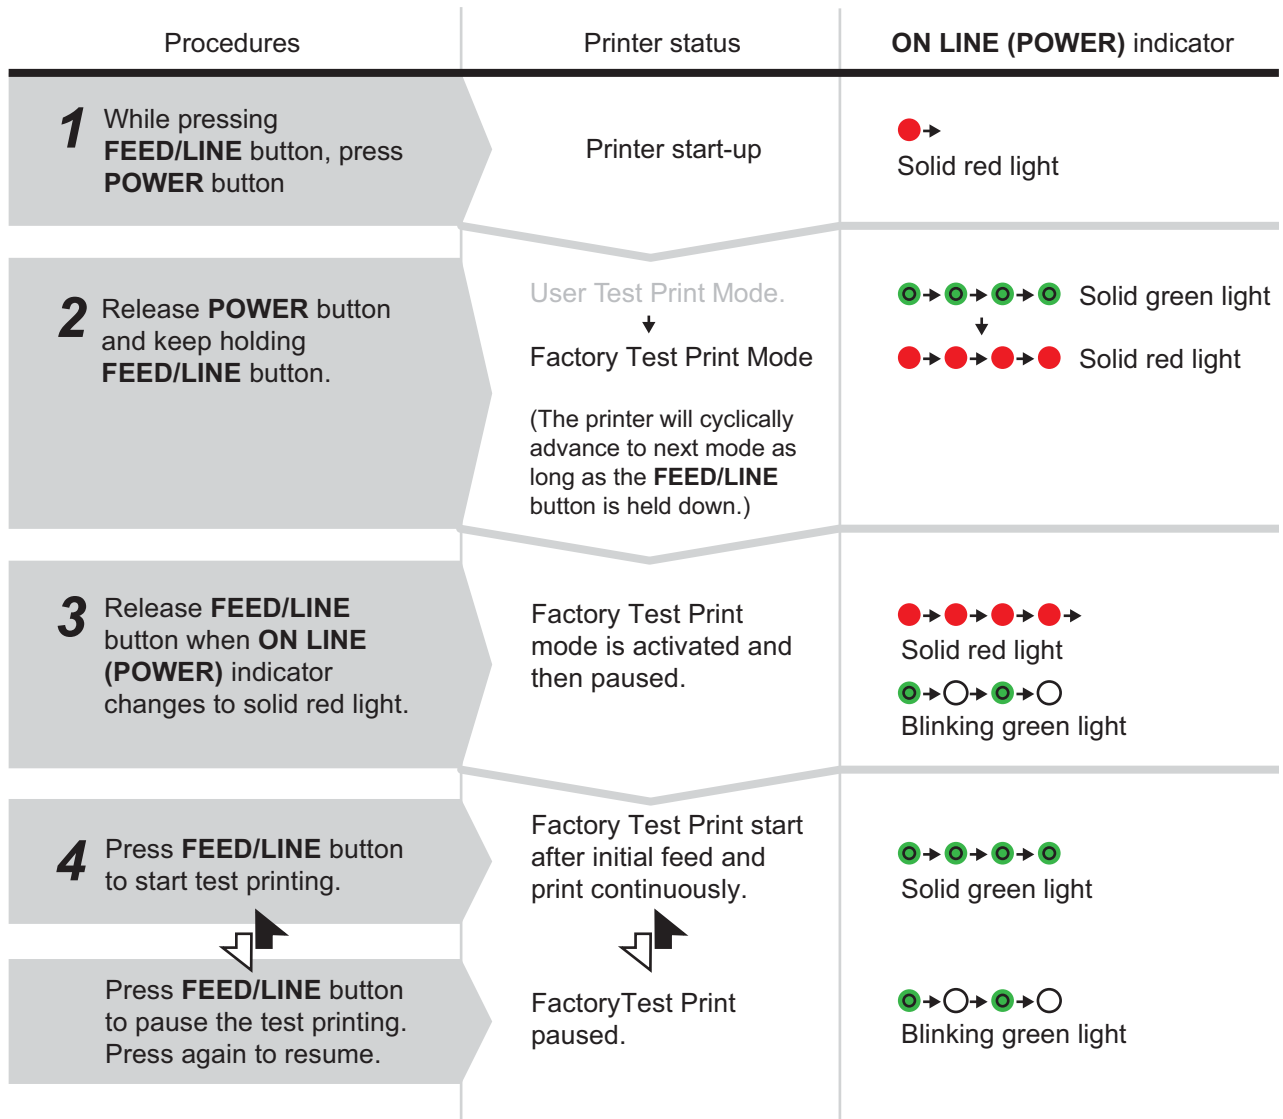 Procedures
Printer status
ON LINE (POWER) indicator
1
While pressing
FEED/LINE button, press
POWER button
Printer start-up
Solid red light
2
Release POWER button
and keep holding
FEED/LINE button.
User Test Print Mode.
Factory Test Print Mode
(The printer will cyclically
advance to next mode as
long as the FEED/LINE
button is held down.)
Solid green light
Solid red light
3
Release FEED/LINE
button when ON LINE
(POWER) indicator
changes to solid red light.
Factory Test Print
mode is activated and
then paused.
Solid red light
Blinking green light
4
Press FEED/LINE button
to start test printing.
Factory Test Print start
after initial feed and
print continuously.
Solid green light
Press FEED/LINE button
to pause the test printing.
Press again to resume.
FactoryTest Print
paused.
Blinking green light